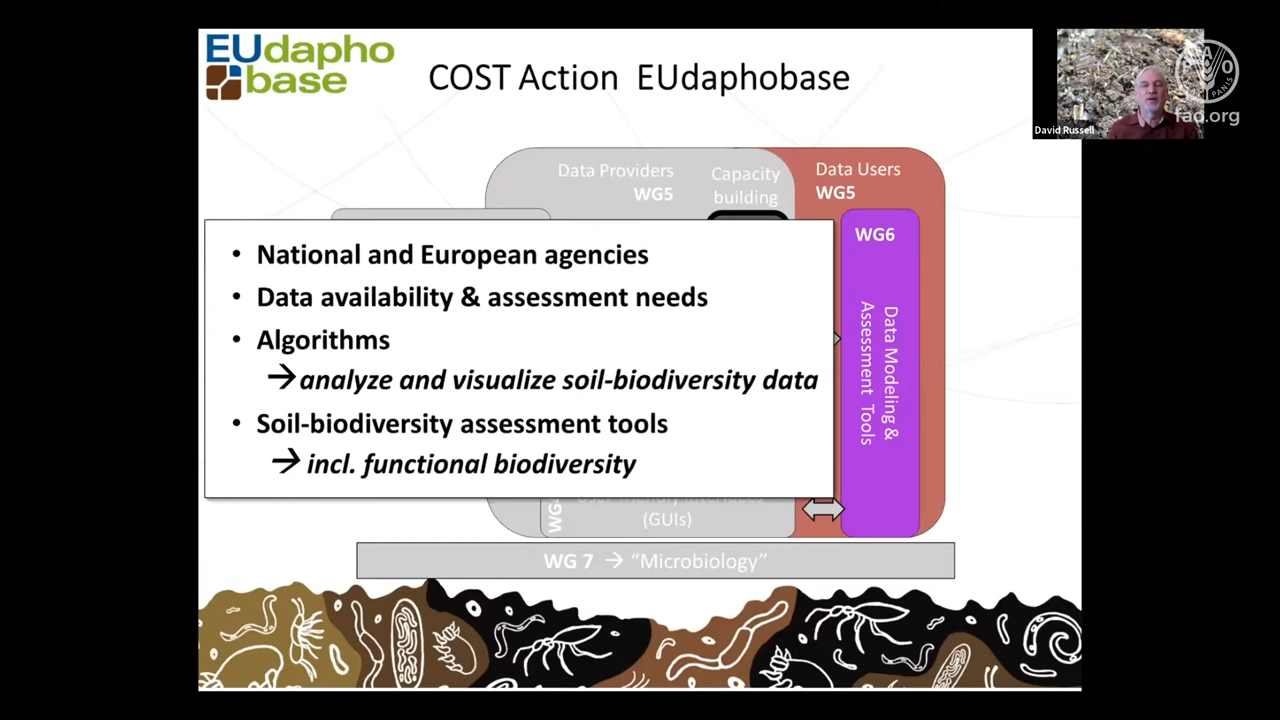 EUdapho
base
COST Action EUdaphobase
David Russell
FAO
PANIS
fao.org
Data Providers
WG5
Capacity
building
Data Users
WG5
WG6
Data Modeling &
Assessment Tools
• National and European agencies
• Data availability & assessment needs
• Algorithms
→ analyze and visualize soil-biodiversity data
• Soil-biodiversity assessment tools
→ incl. functional biodiversity
(GUIs)
WG 7 → “Microbiology”